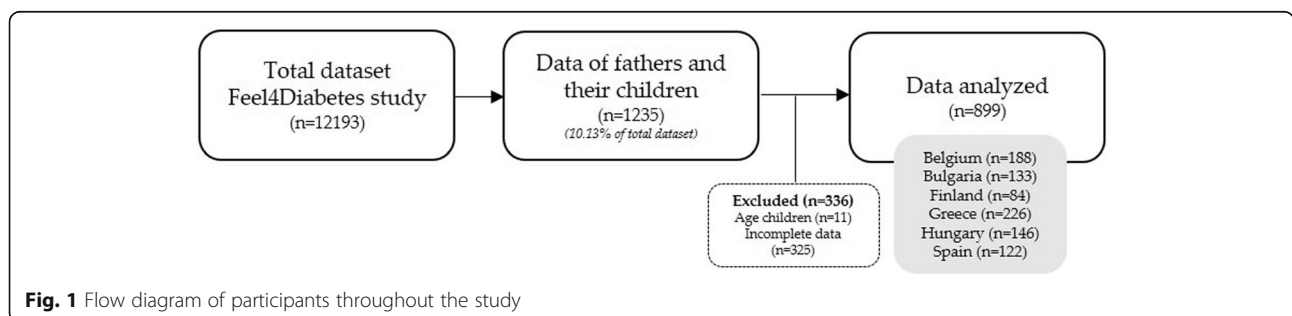 Total dataset
Feel4Diabetes study
(n=12193)
Data of fathers and
their children
(n=1235)
(10.13% of total dataset)
Excluded (n=336)
Age children (n=11)
Incomplete data
(n=325)
Data analyzed
(n=899)
Belgium (n=188)
Bulgaria (n=133)
Finland (n=84)
Greece (n=226)
Hungary (n=146)
Spain (n=122)
Fig. 1 Flow diagram of participants throughout the study